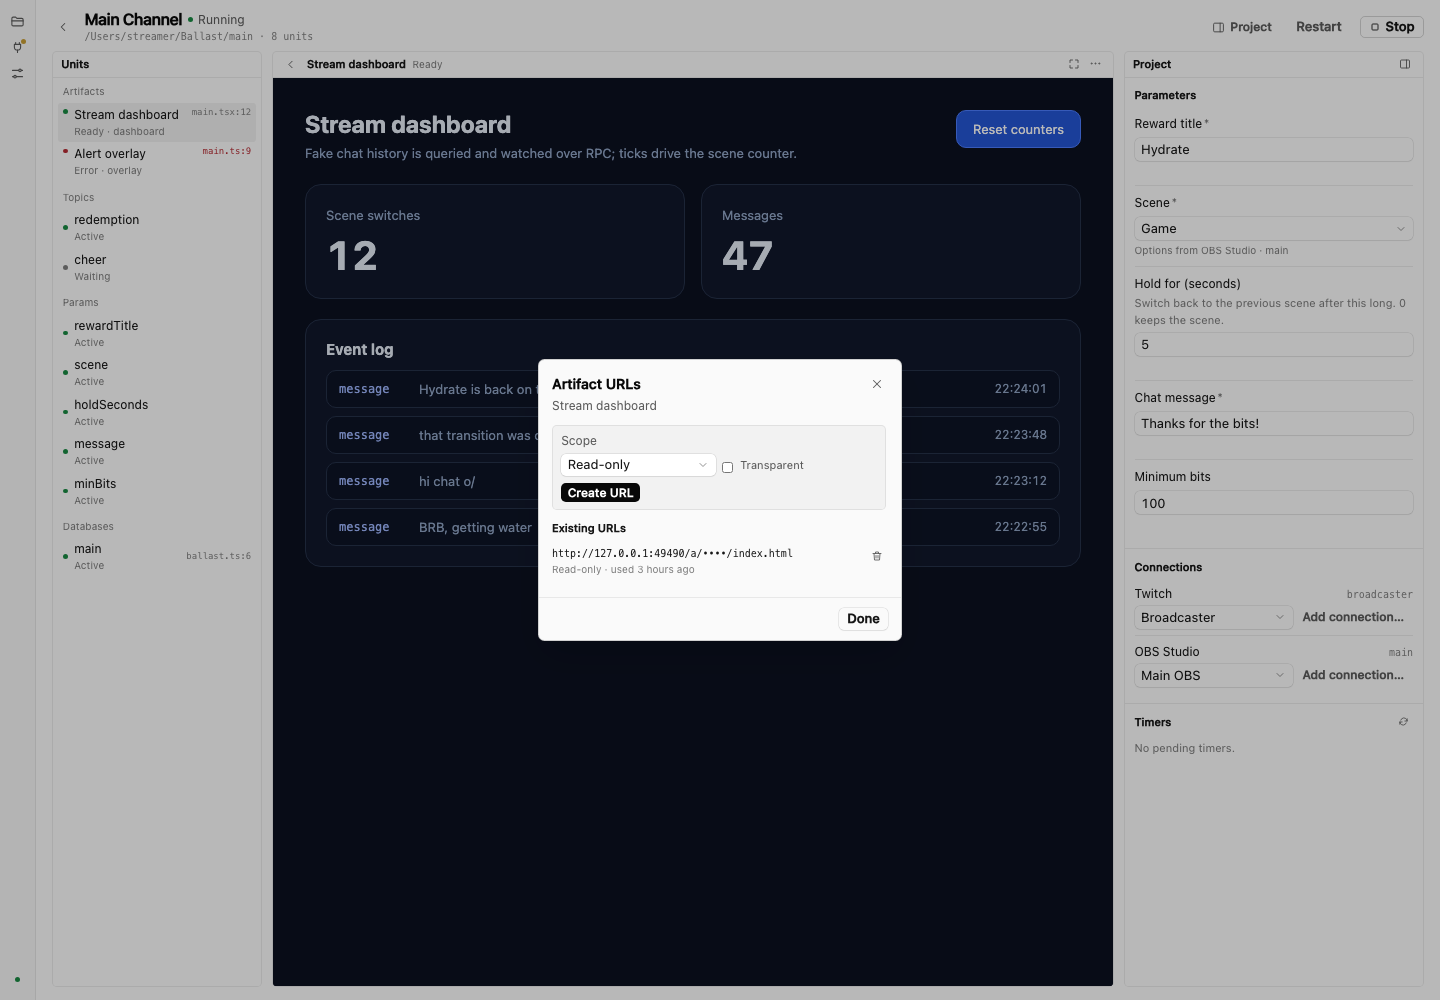 Main Channel
Running
/Users/streamer/Ballast/main · 8 units
Project
Restart
Stop
Units
Artifacts
Stream dashboard
main.tsx:12
Ready · dashboard
Alert overlay
main.ts:9
Error · overlay
Topics
redemption
Active
cheer
Waiting
Params
rewardTitle
Active
scene
Active
holdSeconds
Active
message
Active
minBits
Active
Databases
main
ballast.ts:6
Active
Stream dashboard
Ready
Stream dashboard
Fake chat history is queried and watched over RPC; ticks drive the scene counter.
Reset counters
Scene switches
12
Messages
47
Event log
message
Hydrate is back on
22:24:01
message
that transition was
22:23:48
message
hi chat o/
22:23:12
message
BRB, getting water
22:22:55
Artifact URLs
Stream dashboard
Scope
Read-only
Transparent
Create URL
Existing URLs
http://127.0.0.1:49490/a/••••/index.html
Read-only · used 3 hours ago
Done
Project
Parameters
Reward title*
Hydrate
Scene*
Game
Options from OBS Studio · main
Hold for (seconds)
Switch back to the previous scene after this long. 0
keeps the scene.
5
Chat message*
Thanks for the bits!
Minimum bits
100
Connections
Twitch
broadcaster
Broadcaster
Add connection...
OBS Studio
main
Main OBS
Add connection...
Timers
No pending timers.